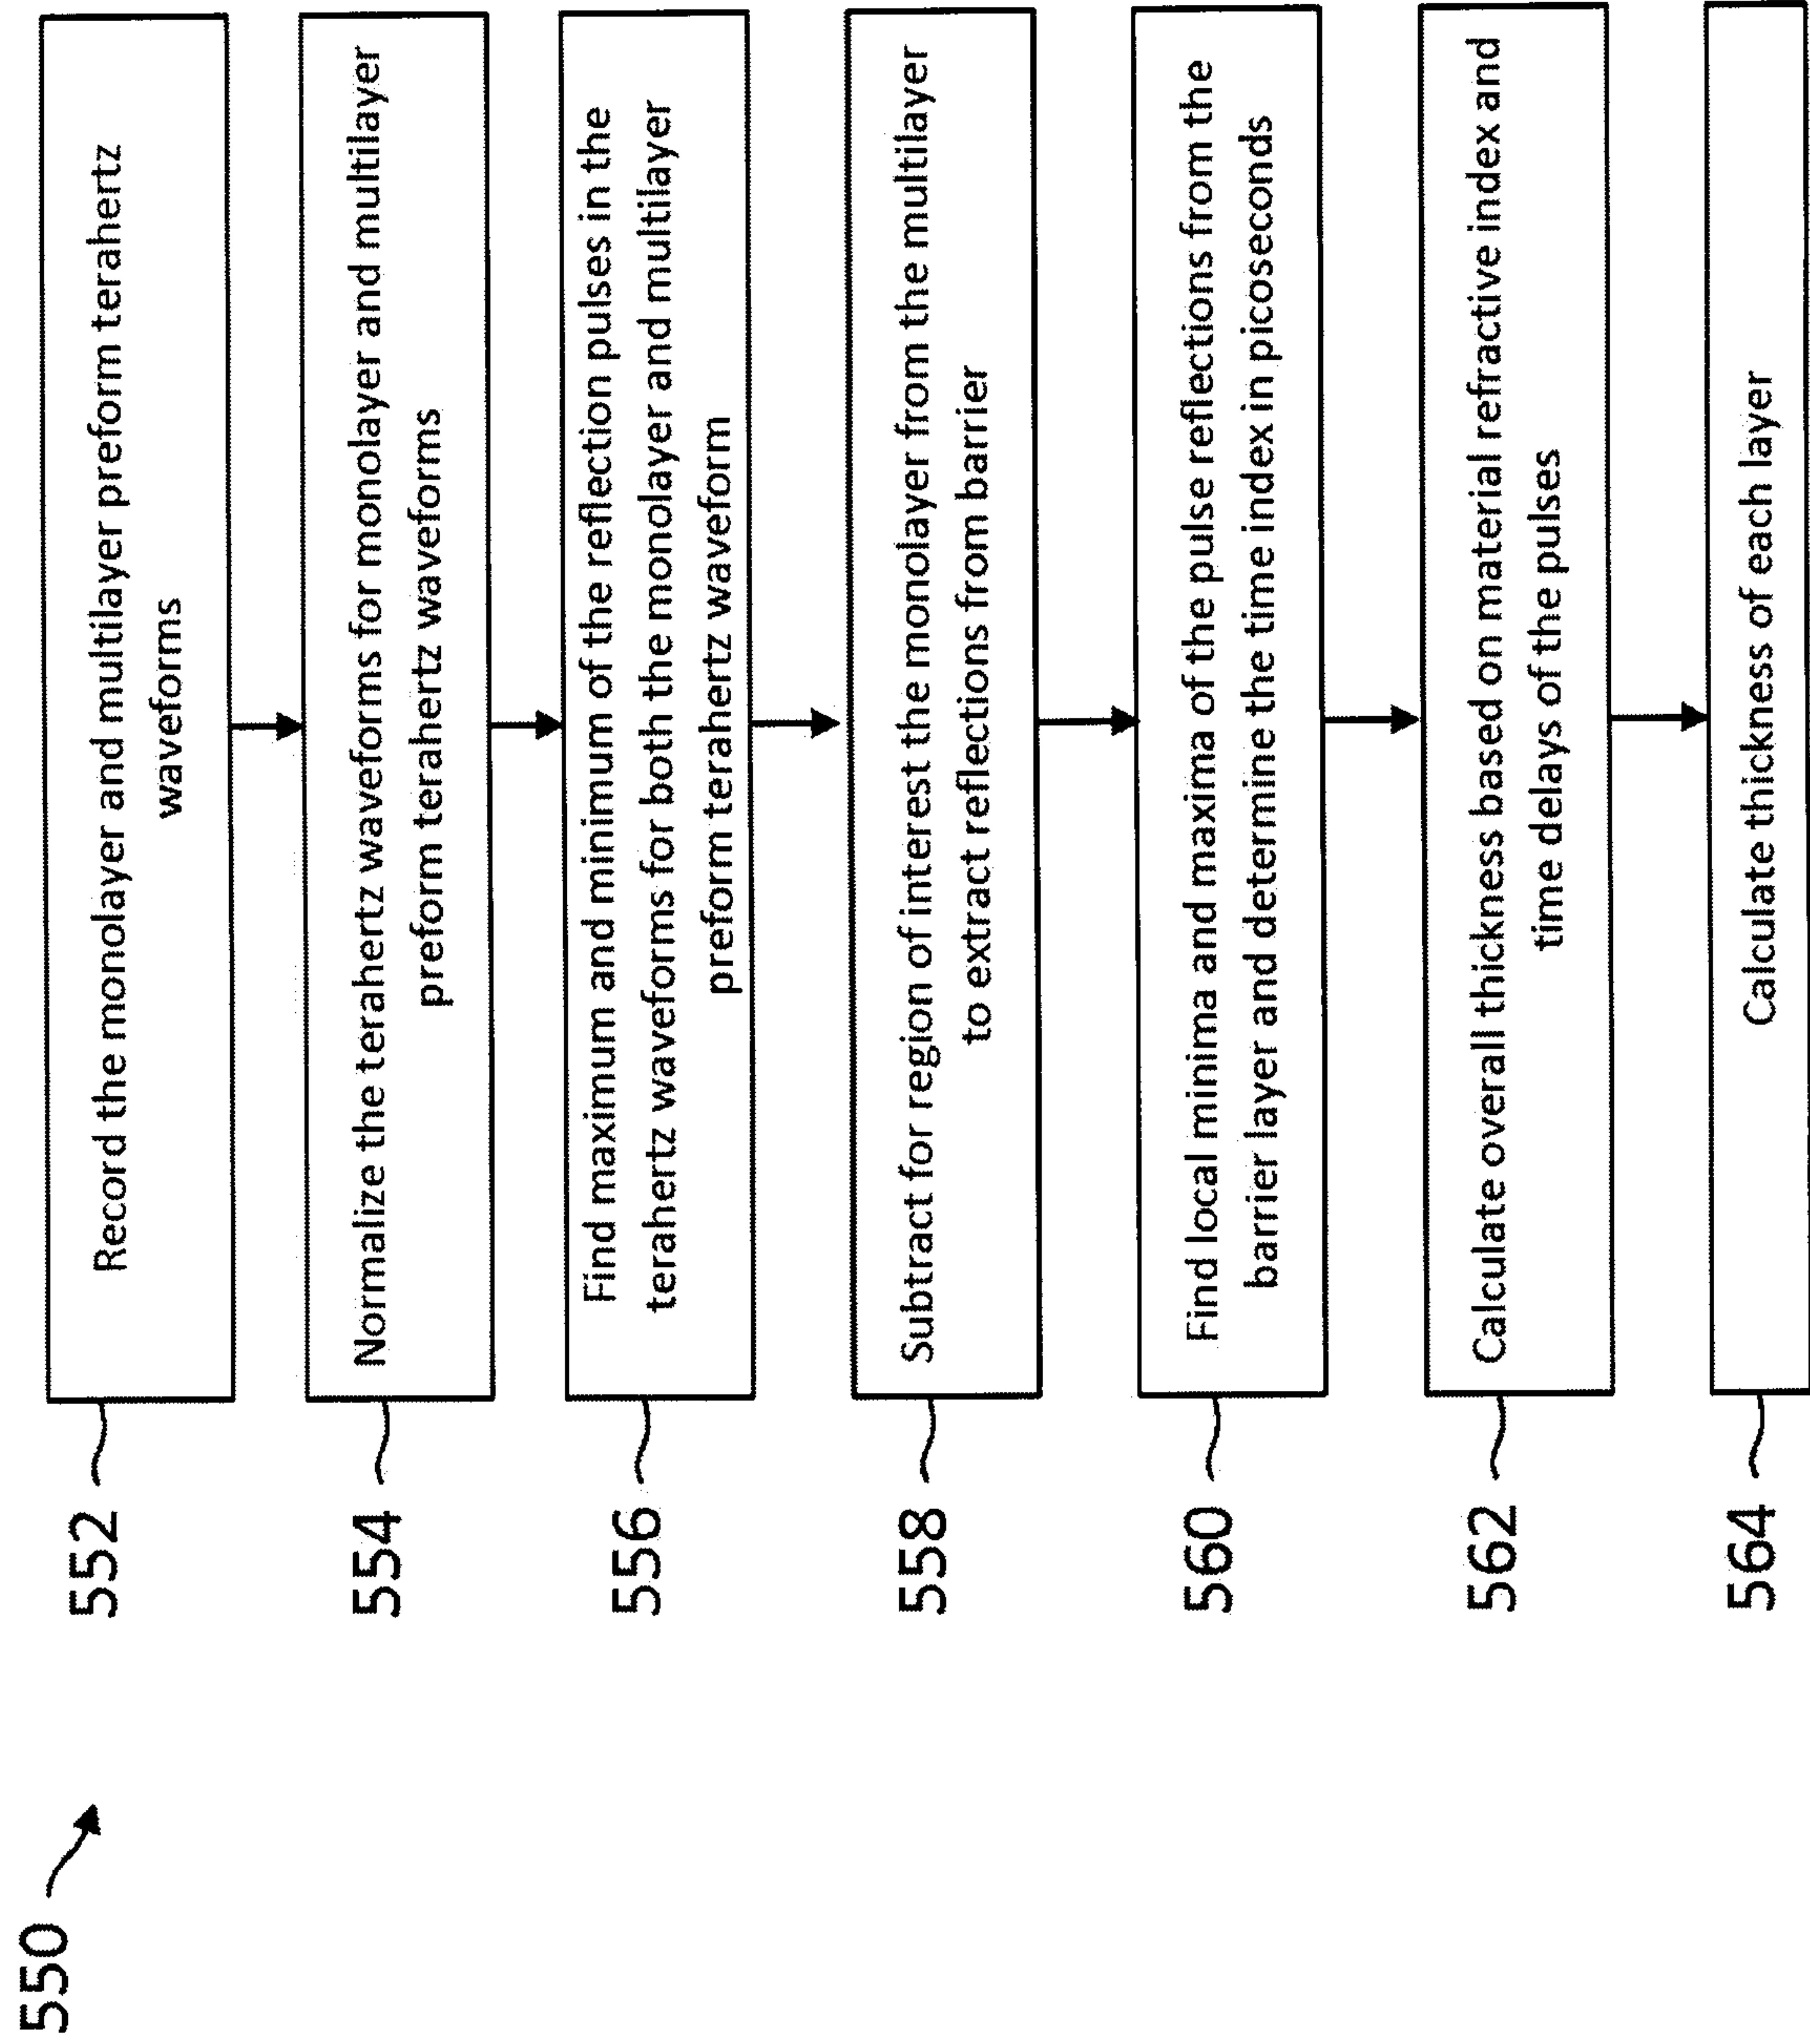 550
552
Record the monolayer and multilayer preform terahertz
waveforms
554
Normalize the terahertz waveforms for monolayer and multilayer
preform terahertz waveforms
556
Find maximum and minimum of the reflection pulses in the
terahertz waveforms for both the monolayer and multilayer
preform terahertz waveform
558
Subtract for region of interest the monolayer from the multilayer
to extract reflections from barrier
560
Find local minima and maxima of the pulse reflections from the
barrier layer and determine the time index in picoseconds
562
Calculate overall thickness based on material refractive index and
time delays of the pulses
564
Calculate thickness of each layer